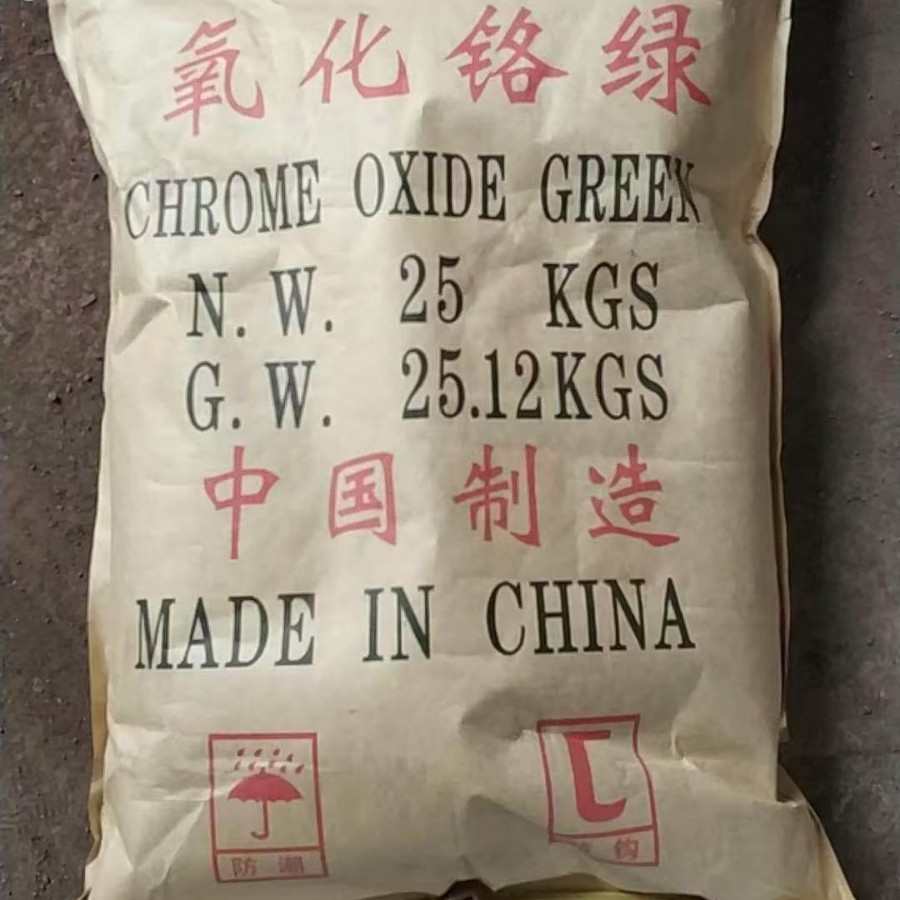 氧化铬绿
CHROME OXIDE GREEN
N.W. 25 KGS
G.W. 25.12KGS
中国制造
MADE IN CHINA
防潮
钩